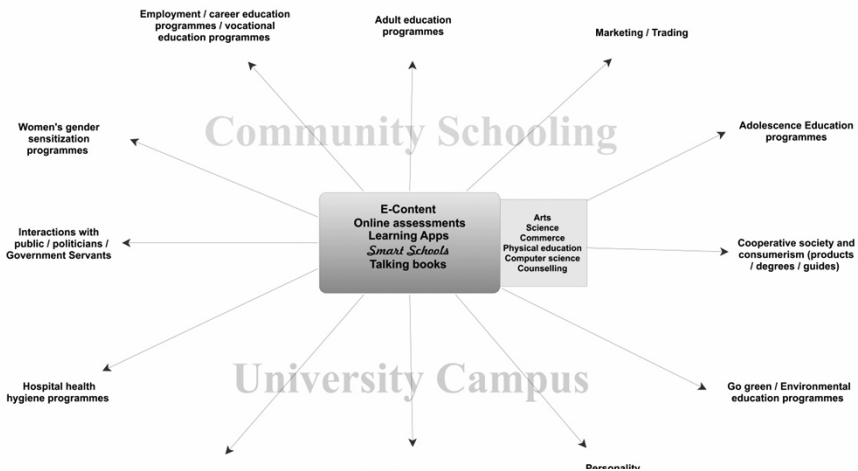 Employment / career education
programmes / vocational
education programmes
Adult education
programmes
Marketing / Trading
Women's gender
sensitization
programmes
Community Schooling
Adolescence Education
programmes
E-Content
Online assessments
Learning Apps
Smart Schools
Talking books
Arts
Science
Commerce
Physical education
Computer science
Counselling
Interactions with
public / politicians /
Government Servants
Cooperative society and
consumerism (products
/ degrees / guides)
Hospital health
hygiene programmes
University Campus
Go green / Environmental
education programmes
Personality